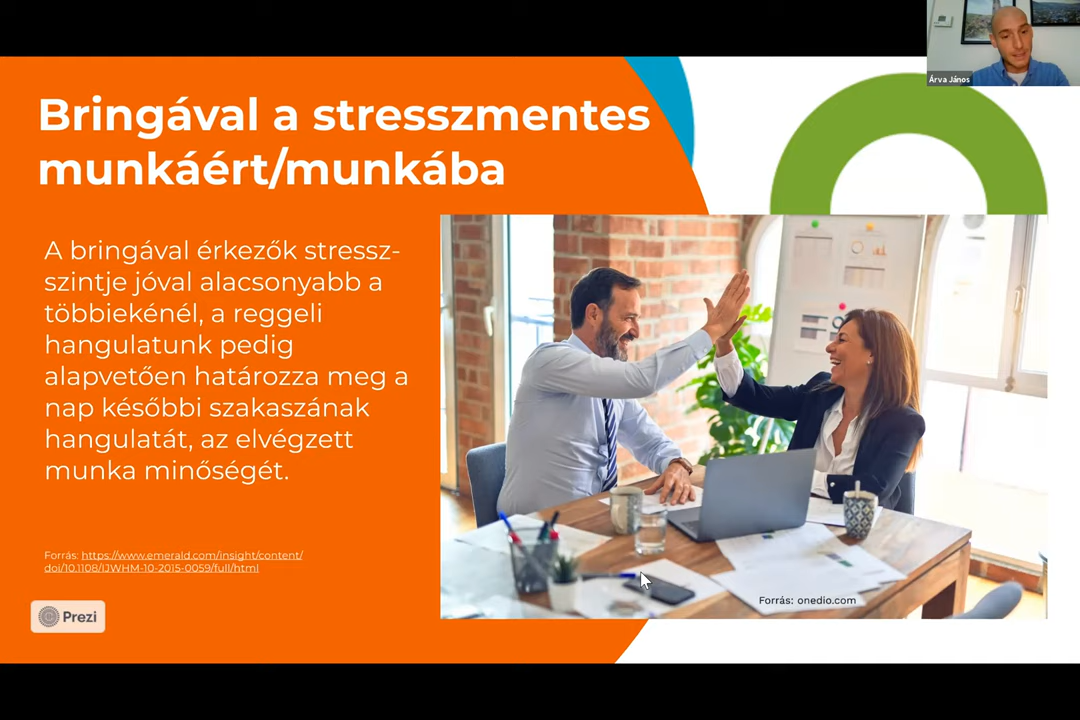 Árva János
Bringával a stresszmentes
munkáért/munkába
A bringával érkezők stressz-
szintje jóval alacsonyabb a
többiekénél, a reggeli
hangulatunk pedig
alapvetően határozza meg a
nap későbbi szakaszának
hangulatát, az elvégzett
munka minőségét.
Forrás: https://www.emerald.com/insight/content/
doi/10.1108/IJWHM-10-2015-0059/full/html
Prezi
Forrás: onedio.com